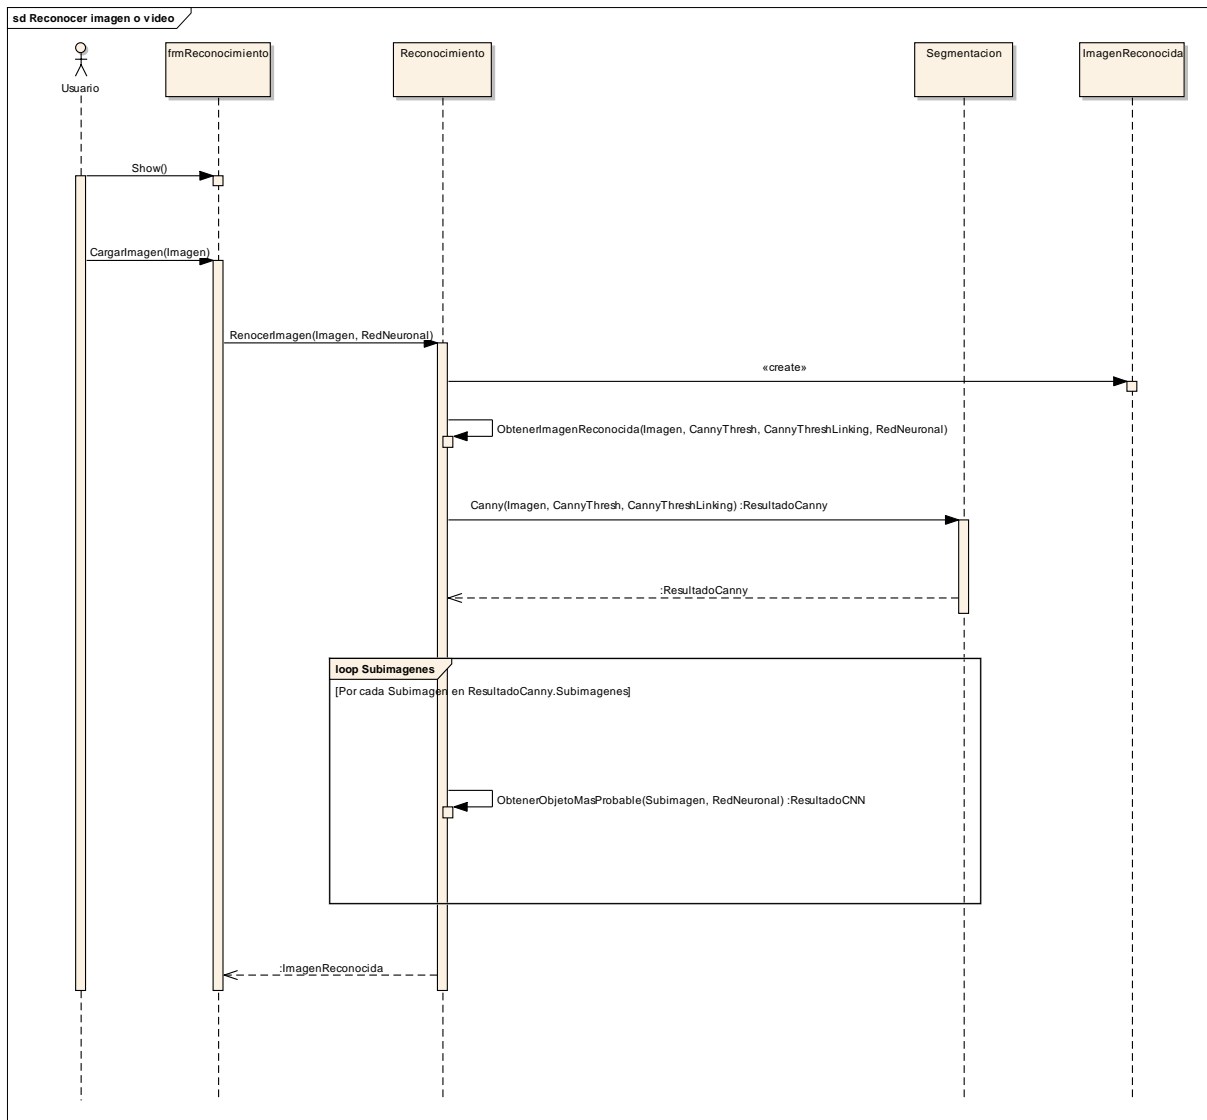 sd Reconocer imagen o video
Usuario
frmReconocimiento
Reconocimiento
Segmentacion
ImagenReconocida
Show()
CargarImagen(Imagen)
RenocerImagen(Imagen, RedNeuronal)
«create»
ObtenerImagenReconocida(Imagen, CannyThresh, CannyThreshLinking, RedNeuronal)
Canny(Imagen, CannyThresh, CannyThreshLinking) :ResultadoCanny
:ResultadoCanny
loop Subimagenes
[Por cada Subimagen en ResultadoCanny.Subimagenes]
ObtenerObjetoMasProbable(Subimagen, RedNeuronal) :ResultadoCNN
:ImagenReconocida